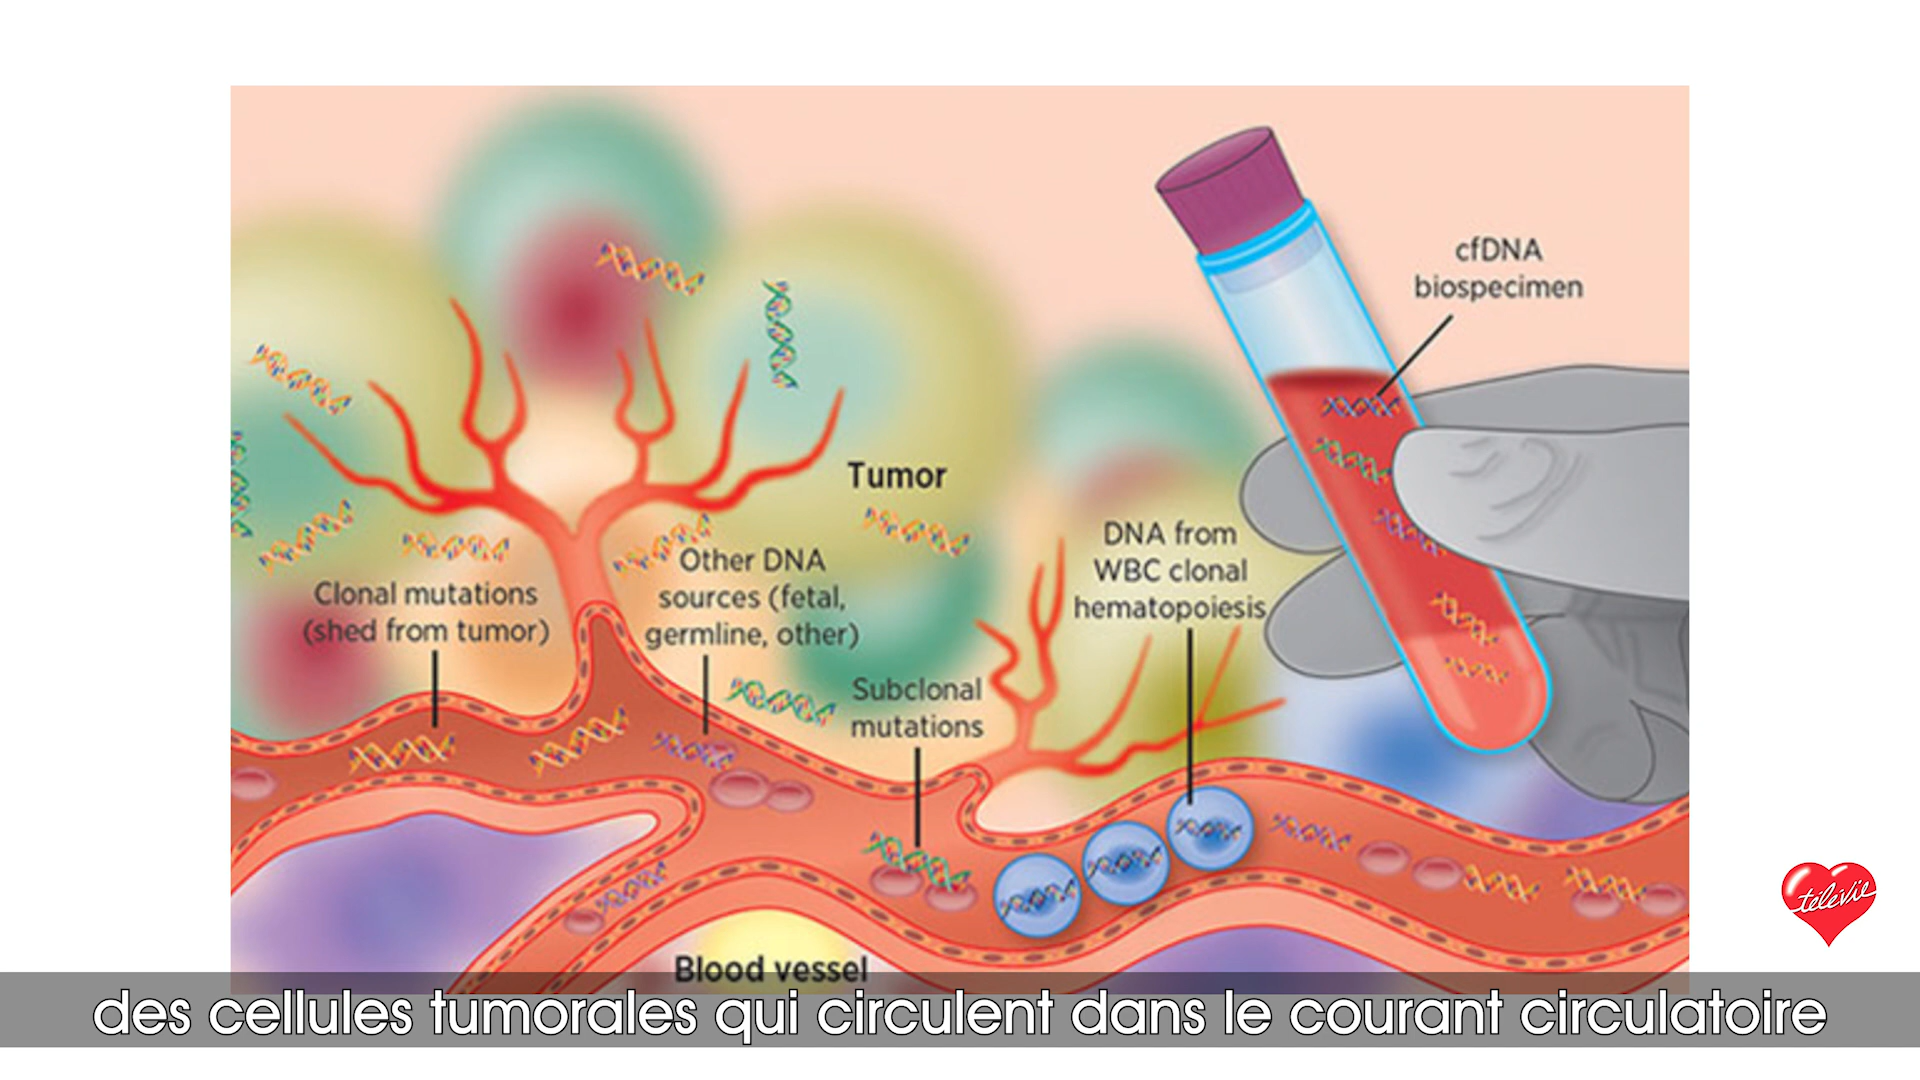 cfDNA
biospecimen
Tumor
DNA from
WBC clonal
hematopoiesis
Other DNA
sources (fetal,
germline, other)
Clonal mutations
(shed from tumor)
Subclonal
mutations
Blood vessel
télévie
des cellules tumorales qui circulent dans le courant circulatoire